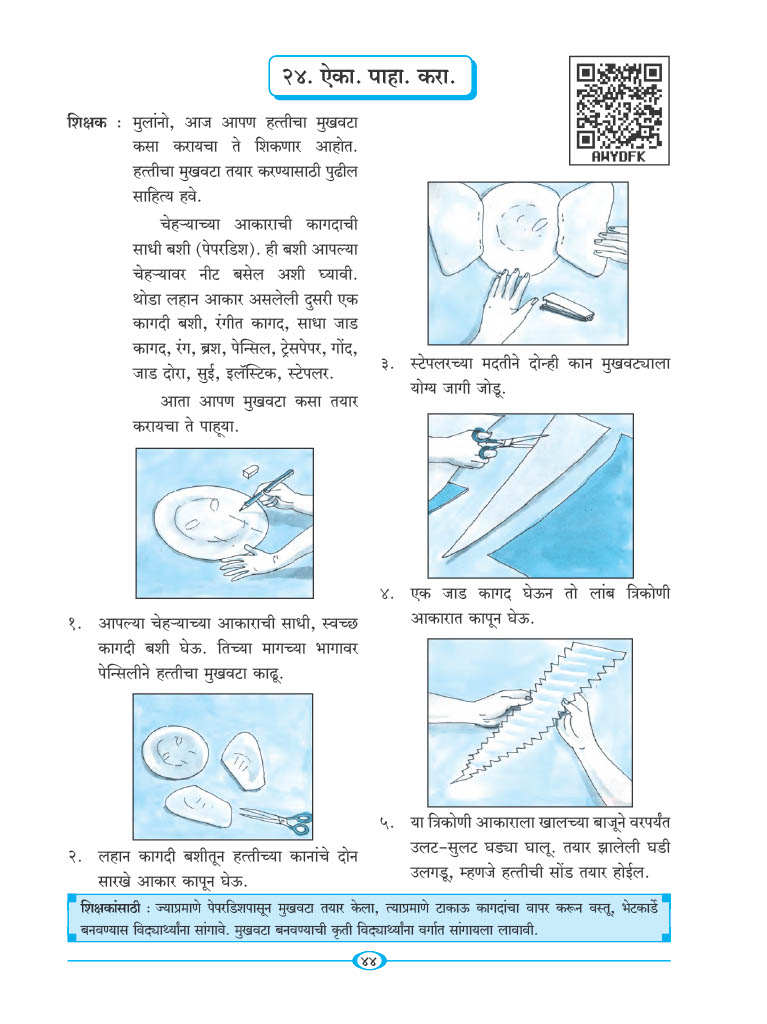 २४. ऐका. पाहा. करा.
AWYDFK
शिक्षक : मुलांनो, आज आपण हत्तीचा मुखवटा
कसा करायचा ते शिकणार आहोत.
हत्तीचा मुखवटा तयार करण्यासाठी पुढील
साहित्य हवे.
चेहऱ्याच्या आकाराची कागदाची
साधी बशी (पेपरडिश). ही बशी आपल्या
चेहऱ्यावर नीट बसेल अशी घ्यावी.
थोडा लहान आकार असलेली दुसरी एक
कागदी बशी, रंगीत कागद, साधा जाड
कागद, रंग, ब्रश, पेन्सिल, ट्रेसपेपर, गोंद,
जाड दोरा, सुई, इलॅस्टिक, स्टेपलर.
आता आपण मुखवटा कसा तयार
करायचा ते पाहूया.
१. आपल्या चेहऱ्याच्या आकाराची साधी, स्वच्छ
कागदी बशी घेऊ. तिच्या मागच्या भागावर
पेन्सिलीने हत्तीचा मुखवटा काढू.
२. लहान कागदी बशीतून हत्तीच्या कानांचे दोन
सारखे आकार कापून घेऊ.
३. स्टेपलरच्या मदतीने दोन्ही कान मुखवट्याला
योग्य जागी जोडू.
४. एक जाड कागद घेऊन तो लांब त्रिकोणी
आकारात कापून घेऊ.
५. या त्रिकोणी आकाराला खालच्या बाजूने वरपर्यंत
उलट-सुलट घड्या घालू. तयार झालेली घडी
उलगडू, म्हणजे हत्तीची सोंड तयार होईल.
शिक्षकांसाठी : ज्याप्रमाणे पेपरडिशपासून मुखवटा तयार केला, त्याप्रमाणे टाकाऊ कागदांचा वापर करून वस्तू, भेटकार्डे
बनवण्यास विद्यार्थ्यांना सांगावे. मुखवटा बनवण्याची कृती विद्यार्थ्यांना वर्गात सांगायला लावावी.
४४